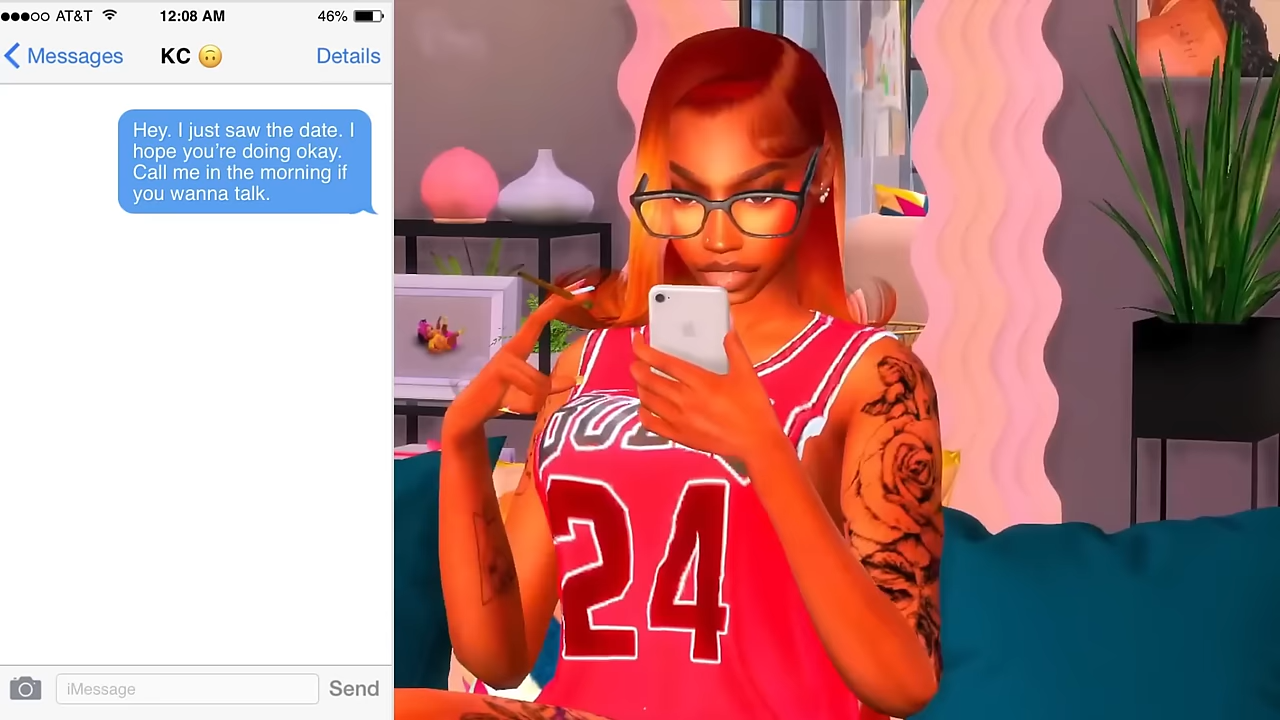 AT&T 12:08 AM 46%
Messages KC 🙃 Details
Hey. I just saw the date. I
hope you’re doing okay.
Call me in the morning if
you wanna talk.
iMessage Send
24